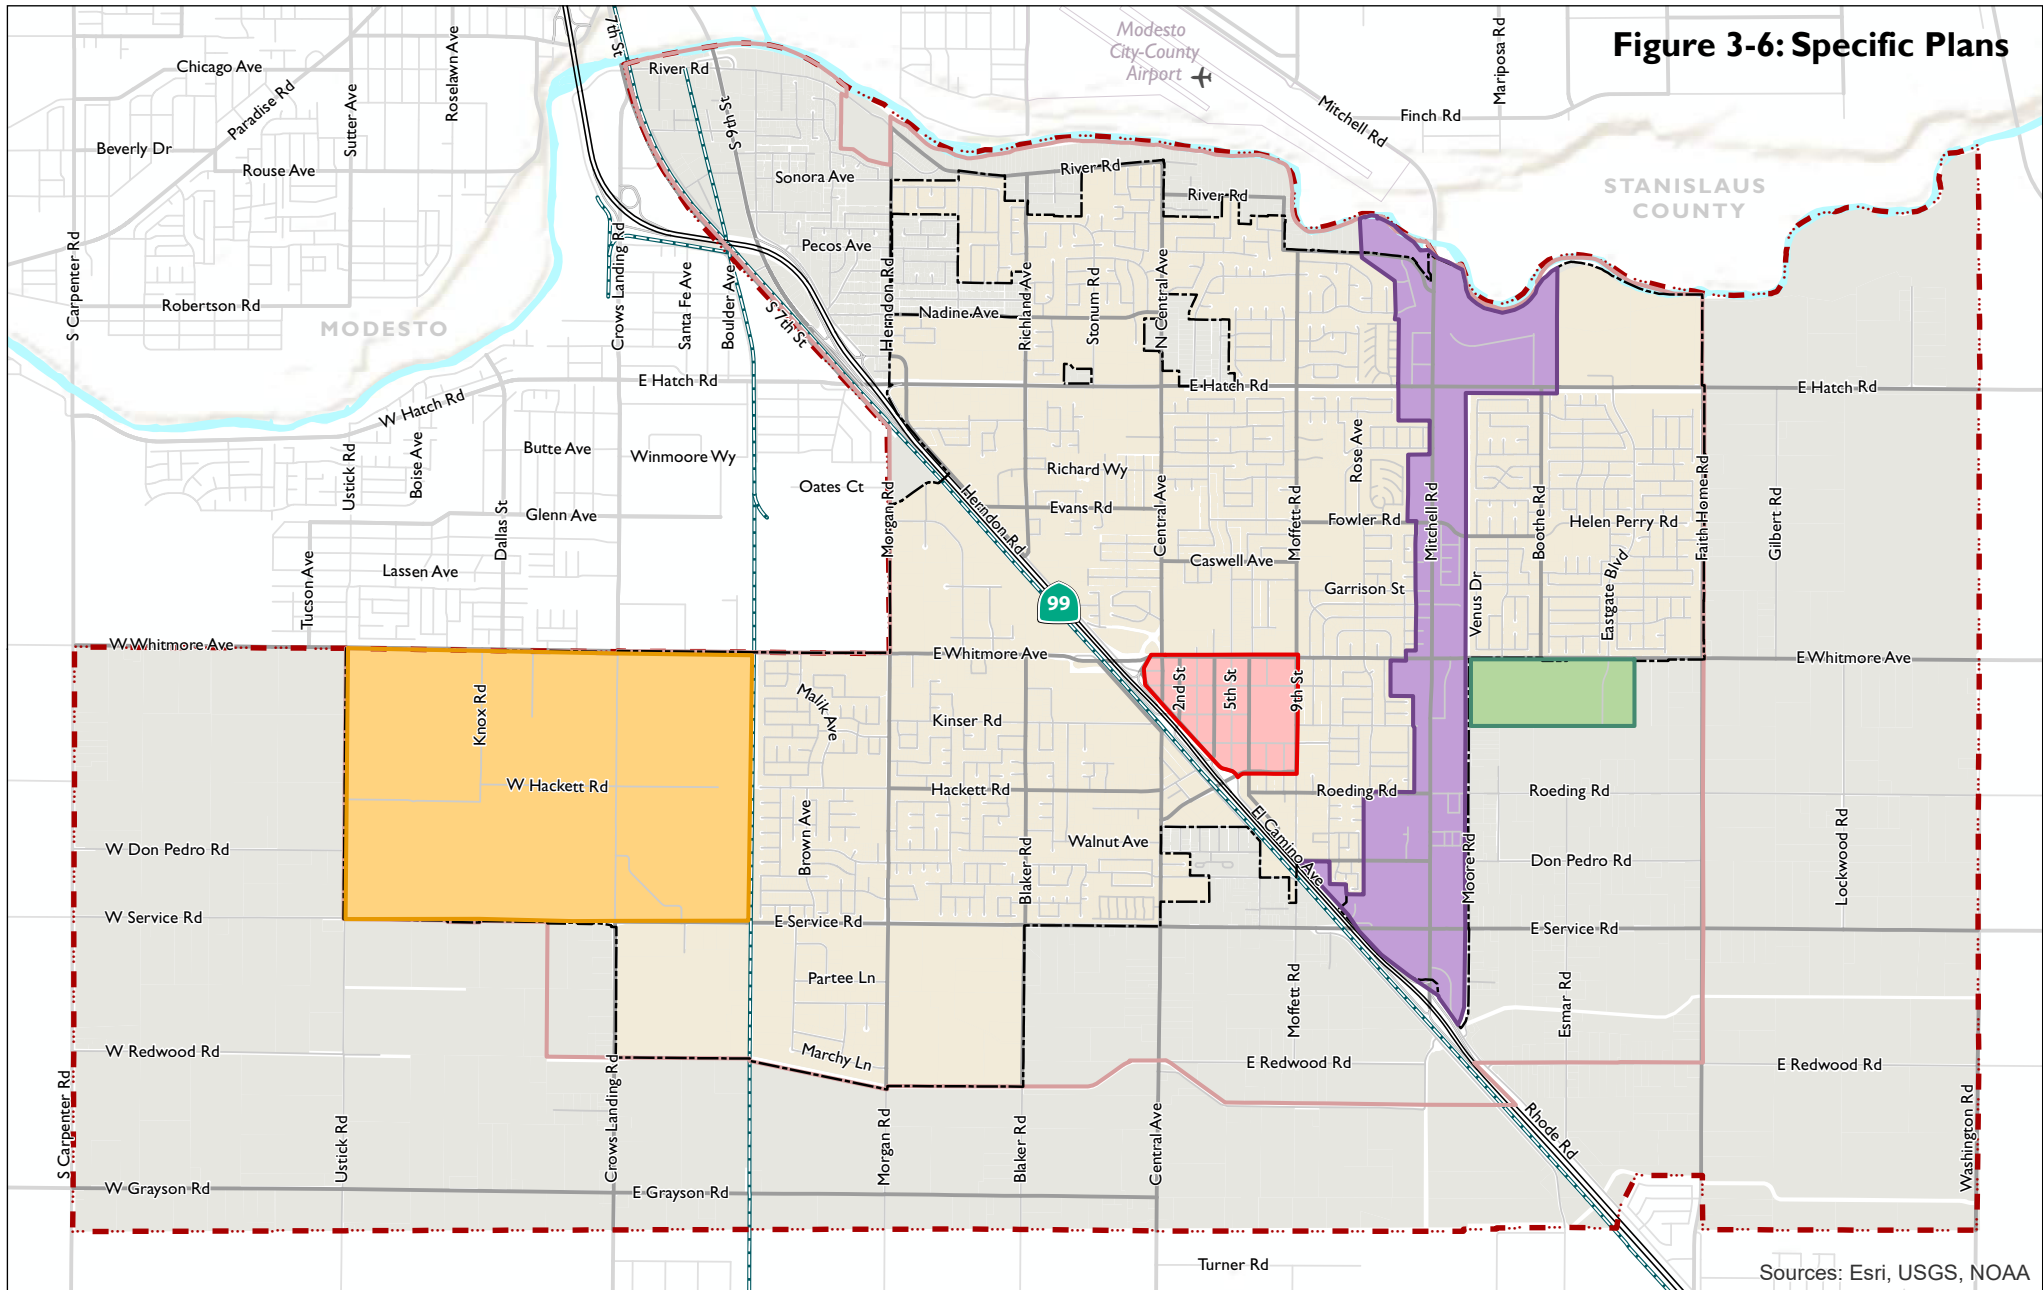 Figure 3-6: Specific Plans
Modesto
City-County
Airport
STANISLAUS
COUNTY
MODESTO
7th St
River Rd
S 9th St
Chicago Ave
Paradise Rd
Roselawn Ave
Sutter Ave
Beverly Dr
Rouse Ave
Mariposa Rd
Mitchell Rd
Finch Rd
Sonora Ave
River Rd
River Rd
Pecos Ave
S Carpenter Rd
Robertson Rd
Crows Landing Rd
Santa Fe Ave
Boulder Ave
S 7th St
Herndon Rd
Nadine Ave
Richland Ave
Stonum Rd
N Central Ave
E Hatch Rd
W Hatch Rd
E Hatch Rd
E Hatch Rd
Ustick Rd
Boise Ave
Butte Ave
Winmoore Wy
Oates Ct
Dallas St
Glenn Ave
Tucson Ave
Lassen Ave
Morgan Rd
Herndon Rd
Richard Wy
Evans Rd
Central Ave
Caswell Ave
Moffett Rd
Rose Ave
Fowler Rd
Garrison St
Mitchell Rd
Venus Dr
Boothe Rd
Helen Perry Rd
Eastgate Blvd
Faith Home Rd
Gilbert Rd
99
W Whitmore Ave
E Whitmore Ave
E Whitmore Ave
Knox Rd
Malik Ave
Kinser Rd
2nd St
5th St
9th St
W Hackett Rd
Hackett Rd
Roeding Rd
Roeding Rd
W Don Pedro Rd
Brown Ave
Walnut Ave
Blaker Rd
El Camino Ave
Moore Rd
Don Pedro Rd
Lockwood Rd
W Service Rd
E Service Rd
E Service Rd
Partee Ln
Moffett Rd
Esmar Rd
W Redwood Rd
Marchy Ln
E Redwood Rd
E Redwood Rd
S Carpenter Rd
Ustick Rd
Crows Landing Rd
Morgan Rd
Blaker Rd
Central Ave
Rhode Rd
Washington Rd
W Grayson Rd
E Grayson Rd
Turner Rd
Sources: Esri, USGS, NOAA